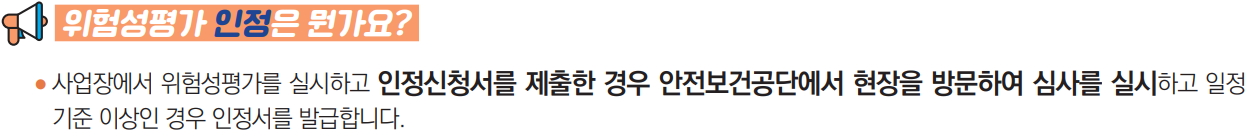 위험성평가 인정은 뭔가요?
● 사업장에서 위험성평가를 실시하고 인정신청서를 제출한 경우 안전보건공단에서 현장을 방문하여 심사를 실시하고 일정
기준 이상인 경우 인정서를 발급합니다.